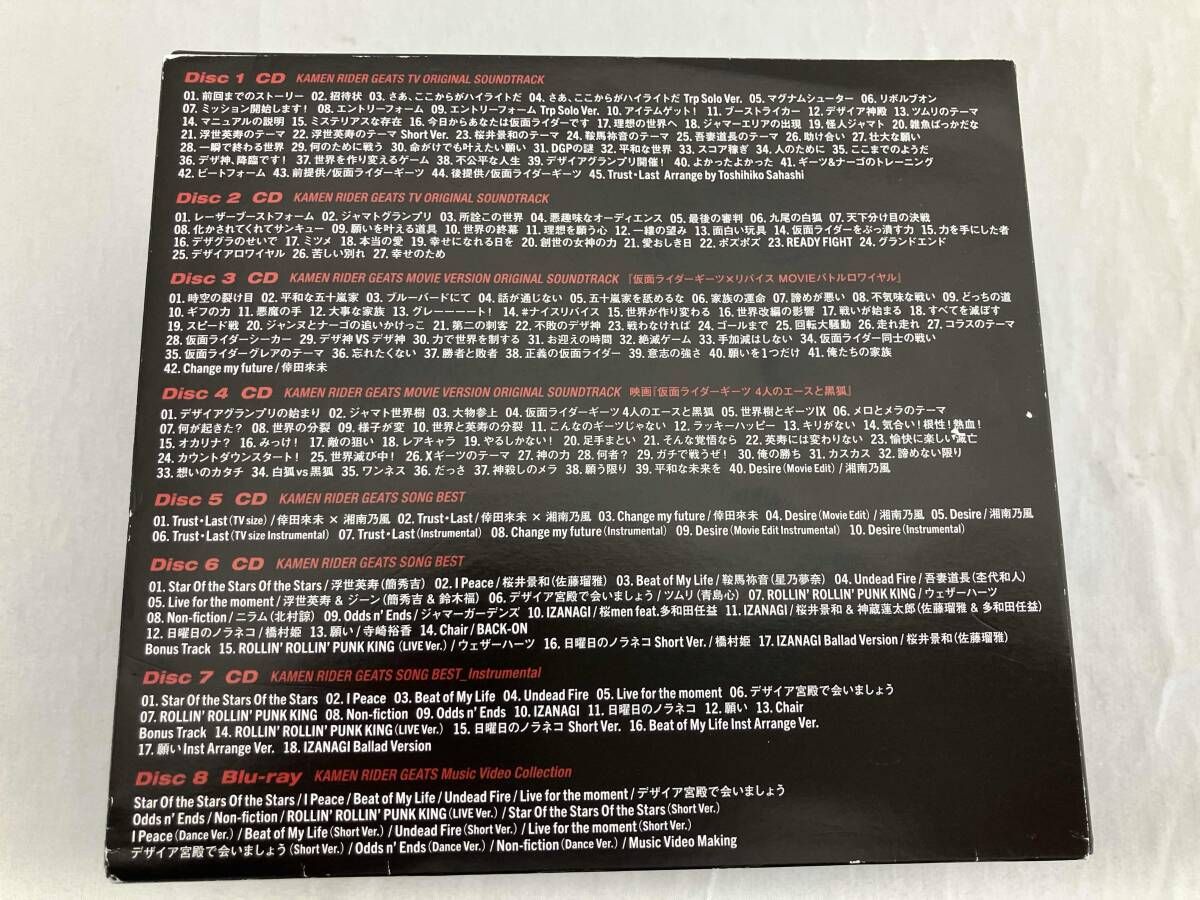 Disc 1 CD KAMEN RIDER GEATS TV ORIGINAL SOUNDTRACK
01. 前回までのストーリー 02. 招待状 03. さあ、ここからがハイライトだ 04. さあ、ここからがハイライトだ Trp Solo Ver. 05. マグナムシューター 06. リボルブオン
07. ミッション開始します! 08. エントリーフォーム 09. エントリーフォーム Trp Solo Ver. 10. アイテムゲット! 11. ブーストライカー 12. デザイア神殿 13. ツムリのテーマ
14. マニュアルの説明 15. ミステリアスな存在 16. 今日からあなたは仮面ライダーです 17. 理想の世界へ 18. ジャマーエリアの出現 19. 怪人ジャマト 20. 雑魚ばっかだな
21. 浮世英寿のテーマ 22. 浮世英寿のテーマ Short Ver. 23. 桜井景和のテーマ 24. 鞍馬祢音のテーマ 25. 吾妻道長のテーマ 26. 助け合い 27. 壮大な願い
28. 一瞬で終わる世界 29. 何のために戦う 30. 命がけでも叶えたい願い 31. DGPの謎 32. 平和な世界 33. スコア稼ぎ 34. 人のために 35. ここまでのようだ
36. デザ神、降臨です! 37. 世界を作り変えるゲーム 38. 不公平な人生 39. デザイアグランプリ開催! 40. よかったよかった 41. ギーツ&ナーゴのトレーニング
42. ビートフォーム 43. 前提供/仮面ライダーギーツ 44. 後提供/仮面ライダーギーツ 45. Trust・Last Arrange by Toshihiko Sahashi
Disc 2 CD KAMEN RIDER GEATS TV ORIGINAL SOUNDTRACK
01. レーザーブーストフォーム 02. ジャマトグランプリ 03. 所詮この世界 04. 悪趣味なオーディエンス 05. 最後の審判 06. 九尾の白狐 07. 天下分け目の決戦
08. 化かされてくれてサンキュー 09. 願いを叶える道具 10. 世界の終幕 11. 理想を願う心 12. 一縷の望み 13. 面白い玩具 14. 仮面ライダーをぶっ潰す力 15. 力を手にした者
16. デザグラのせいで 17. ミツメ 18. 本当の愛 19. 幸せになれる日を 20. 創世の女神の力 21. 愛おしき日 22. ポズポズ 23. READY FIGHT 24. グランドエンド
25. デザイアロワイヤル 26. 苦しい別れ 27. 幸せのため
Disc 3 CD KAMEN RIDER GEATS MOVIE VERSION ORIGINAL SOUNDTRACK 『仮面ライダーギーツ×リバイス MOVIEバトルロワイヤル』
01. 時空の裂け目 02. 平和な五十嵐家 03. ブルーバードにて 04. 話が通じない 05. 五十嵐家を舐めるな 06. 家族の運命 07. 諦めが悪い 08. 不気味な戦い 09. どっちの道
10. ギフの力 11. 悪魔の手 12. 大事な家族 13. グレーーーート! 14. #ナイスリバイス 15. 世界が作り変わる 16. 世界改編の影響 17. 戦いが始まる 18. すべてを滅ぼす
19. スピード戦 20. ジャンヌとナーゴの追いかけっこ 21. 第二の刺客 22. 不敗のデザ神 23. 戦わなければ 24. ゴールまで 25. 回転大騒動 26. 走れ走れ 27. コラスのテーマ
28. 仮面ライダーシーカー 29. デザ神 VS デザ神 30. 力で世界を制する 31. お迎えの時間 32. 絶滅ゲーム 33. 手加減はしない 34. 仮面ライダー同士の戦い
35. 仮面ライダーグレアのテーマ 36. 忘れたくない 37. 勝者と敗者 38. 正義の仮面ライダー 39. 意志の強さ 40. 願いを1つだけ 41. 俺たちの家族
42. Change my future / 倖田來未
Disc 4 CD KAMEN RIDER GEATS MOVIE VERSION ORIGINAL SOUNDTRACK 映画『仮面ライダーギーツ 4人のエースと黒狐』
01. デザイアグランプリの始まり 02. ジャマト世界樹 03. 大物参上 04. 仮面ライダーギーツ 4人のエースと黒狐 05. 世界樹とギーツIX 06. メロとメラのテーマ
07. 何が起きた? 08. 世界の分裂 09. 様子が変 10. 世界と英寿の分裂 11. こんなのギーツじゃない 12. ラッキーハッピー 13. キリがない 14. 気合い!根性!熱血!
15. オカリナ? 16. みっけ! 17. 敵の狙い 18. レアキャラ 19. やるしかない! 20. 足手まとい 21. そんな覚悟なら 22. 英寿には変わりない 23. 愉快に楽しい滅亡
24. カウントダウンスタート! 25. 世界滅び中! 26. Xギーツのテーマ 27. 神の力 28. 何者? 29. ガチで戦うぜ! 30. 俺の勝ち 31. カスカス 32. 諦めない限り
33. 想いのカタチ 34. 白狐 vs 黒狐 35. ワンネス 36. だっさ 37. 神殺しのメラ 38. 願う限り 39. 平和な未来を 40. Desire (Movie Edit) / 湘南乃風
Disc 5 CD KAMEN RIDER GEATS SONG BEST
01. Trust・Last (TV size) / 倖田來未 × 湘南乃風 02. Trust・Last / 倖田來未 × 湘南乃風 03. Change my future / 倖田來未 04. Desire (Movie Edit) / 湘南乃風 05. Desire / 湘南乃風
06. Trust・Last (TV size Instrumental) 07. Trust・Last (Instrumental) 08. Change my future (Instrumental) 09. Desire (Movie Edit Instrumental) 10. Desire (Instrumental)
Disc 6 CD KAMEN RIDER GEATS SONG BEST
01. Star Of the Stars Of the Stars / 浮世英寿(簡秀吉) 02. I Peace / 桜井景和(佐藤瑠雅) 03. Beat of My Life / 鞍馬祢音(星乃夢奈) 04. Undead Fire / 吾妻道長(杢代和人)
05. Live for the moment / 浮世英寿 & ジーン(簡秀吉 & 鈴木福) 06. デザイア宮殿で会いましょう / ツムリ(青島心) 07. ROLLIN' ROLLIN' PUNK KING / ウェザーハーツ
08. Non-fiction / ニラム(北村諒) 09. Odds n' Ends / ジャマーガーデンズ 10. IZANAGI / 桜men feat. 多和田任益 11. IZANAGI / 桜井景和 & 神蔵蓮太郎(佐藤瑠雅 & 多和田任益)
12. 日曜日のノラネコ / 橋村姫 13. 願い / 寺崎裕香 14. Chair / BACK-ON
Bonus Track 15. ROLLIN' ROLLIN' PUNK KING (LIVE Ver.) / ウェザーハーツ 16. 日曜日のノラネコ Short Ver. / 橋村姫 17. IZANAGI Ballad Version / 桜井景和(佐藤瑠雅)
Disc 7 CD KAMEN RIDER GEATS SONG BEST_Instrumental
01. Star Of the Stars Of the Stars 02. I Peace 03. Beat of My Life 04. Undead Fire 05. Live for the moment 06. デザイア宮殿で会いましょう
07. ROLLIN' ROLLIN' PUNK KING 08. Non-fiction 09. Odds n' Ends 10. IZANAGI 11. 日曜日のノラネコ 12. 願い 13. Chair
Bonus Track 14. ROLLIN' ROLLIN' PUNK KING (LIVE Ver.) 15. 日曜日のノラネコ Short Ver. 16. Beat of My Life Inst Arrange Ver.
17. 願い Inst Arrange Ver. 18. IZANAGI Ballad Version
Disc 8 Blu-ray KAMEN RIDER GEATS Music Video Collection
Star Of the Stars Of the Stars / I Peace / Beat of My Life / Undead Fire / Live for the moment / デザイア宮殿で会いましょう
Odds n' Ends / Non-fiction / ROLLIN' ROLLIN' PUNK KING (LIVE Ver.) / Star Of the Stars Of the Stars (Short Ver.)
I Peace (Dance Ver.) / Beat of My Life (Short Ver.) / Undead Fire (Short Ver.) / Live for the moment (Short Ver.)
デザイア宮殿で会いましょう (Short Ver.) / Odds n' Ends (Dance Ver.) / Non-fiction (Dance Ver.) / Music Video Making